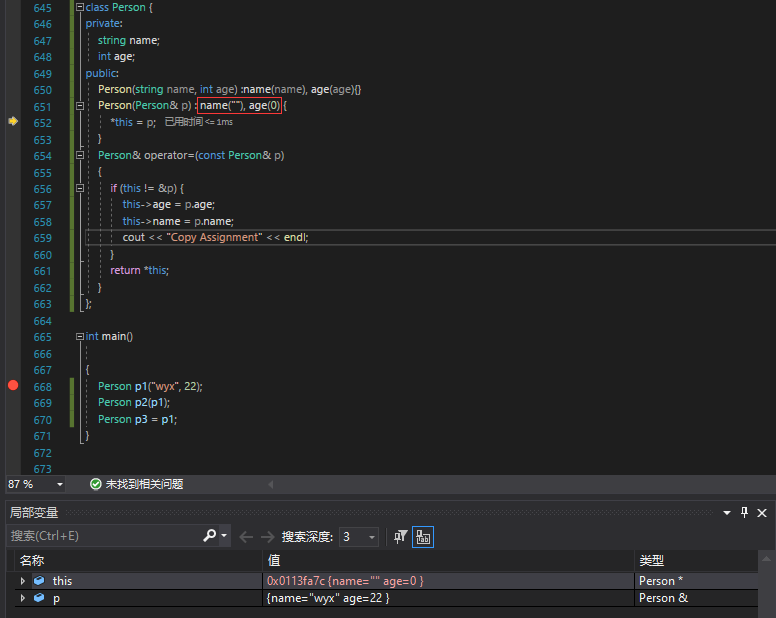 645 class Person {
646 private:
647 string name;
648 int age;
649 public:
650 Person(string name, int age) :name(name), age(age){}
651 Person(Person& p) :name(""), age(0){
652 *this = p; 已用时间 <= 1ms
653 }
654 Person& operator=(const Person& p)
655 {
656 if (this != &p) {
657 this->age = p.age;
658 this->name = p.name;
659 cout << "Copy Assignment" << endl;
660 }
661 return *this;
662 }
663 };
664
665 int main()
666
667 {
668 Person p1("wyx", 22);
669 Person p2(p1);
670 Person p3 = p1;
671 }
672
673
87 % 未找到相关问题
局部变量
搜索(Ctrl+E) 搜索深度: 3
名称 值 类型
this 0x0113fa7c {name="" age=0 } Person *
p {name="wyx" age=22 } Person &